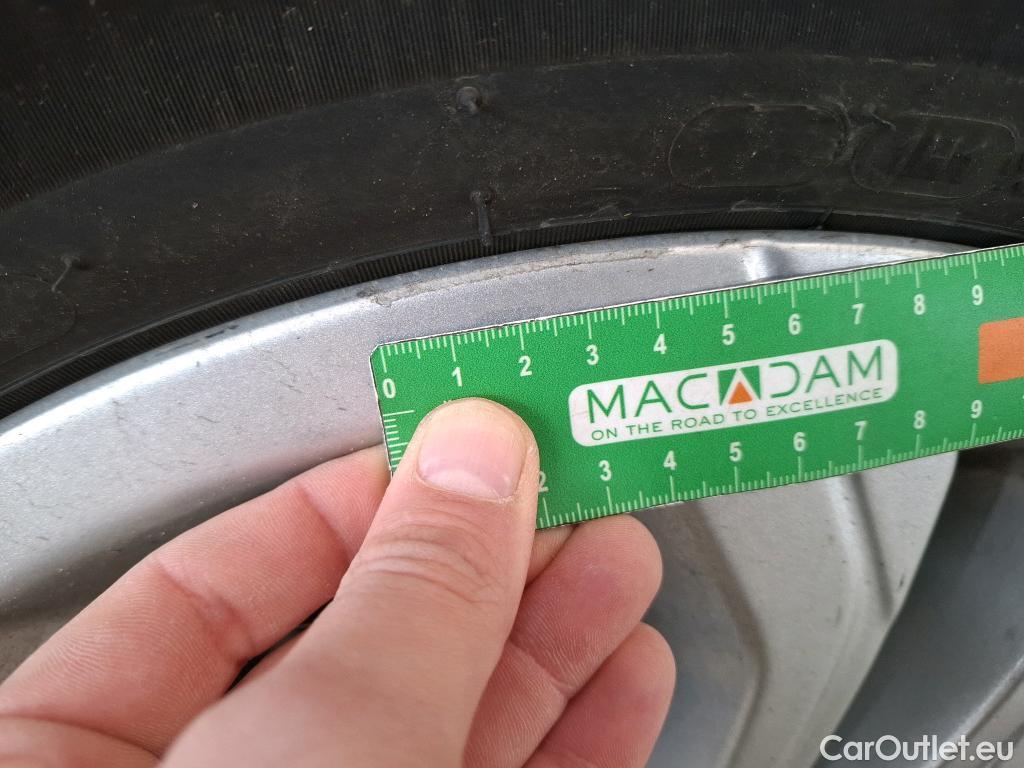 0 1 2 3 4 5 6 7 8 9
MACADAM
ON THE ROAD TO EXCELLENCE
2 3 4 5 6 7 8 9
CarOutlet.eu